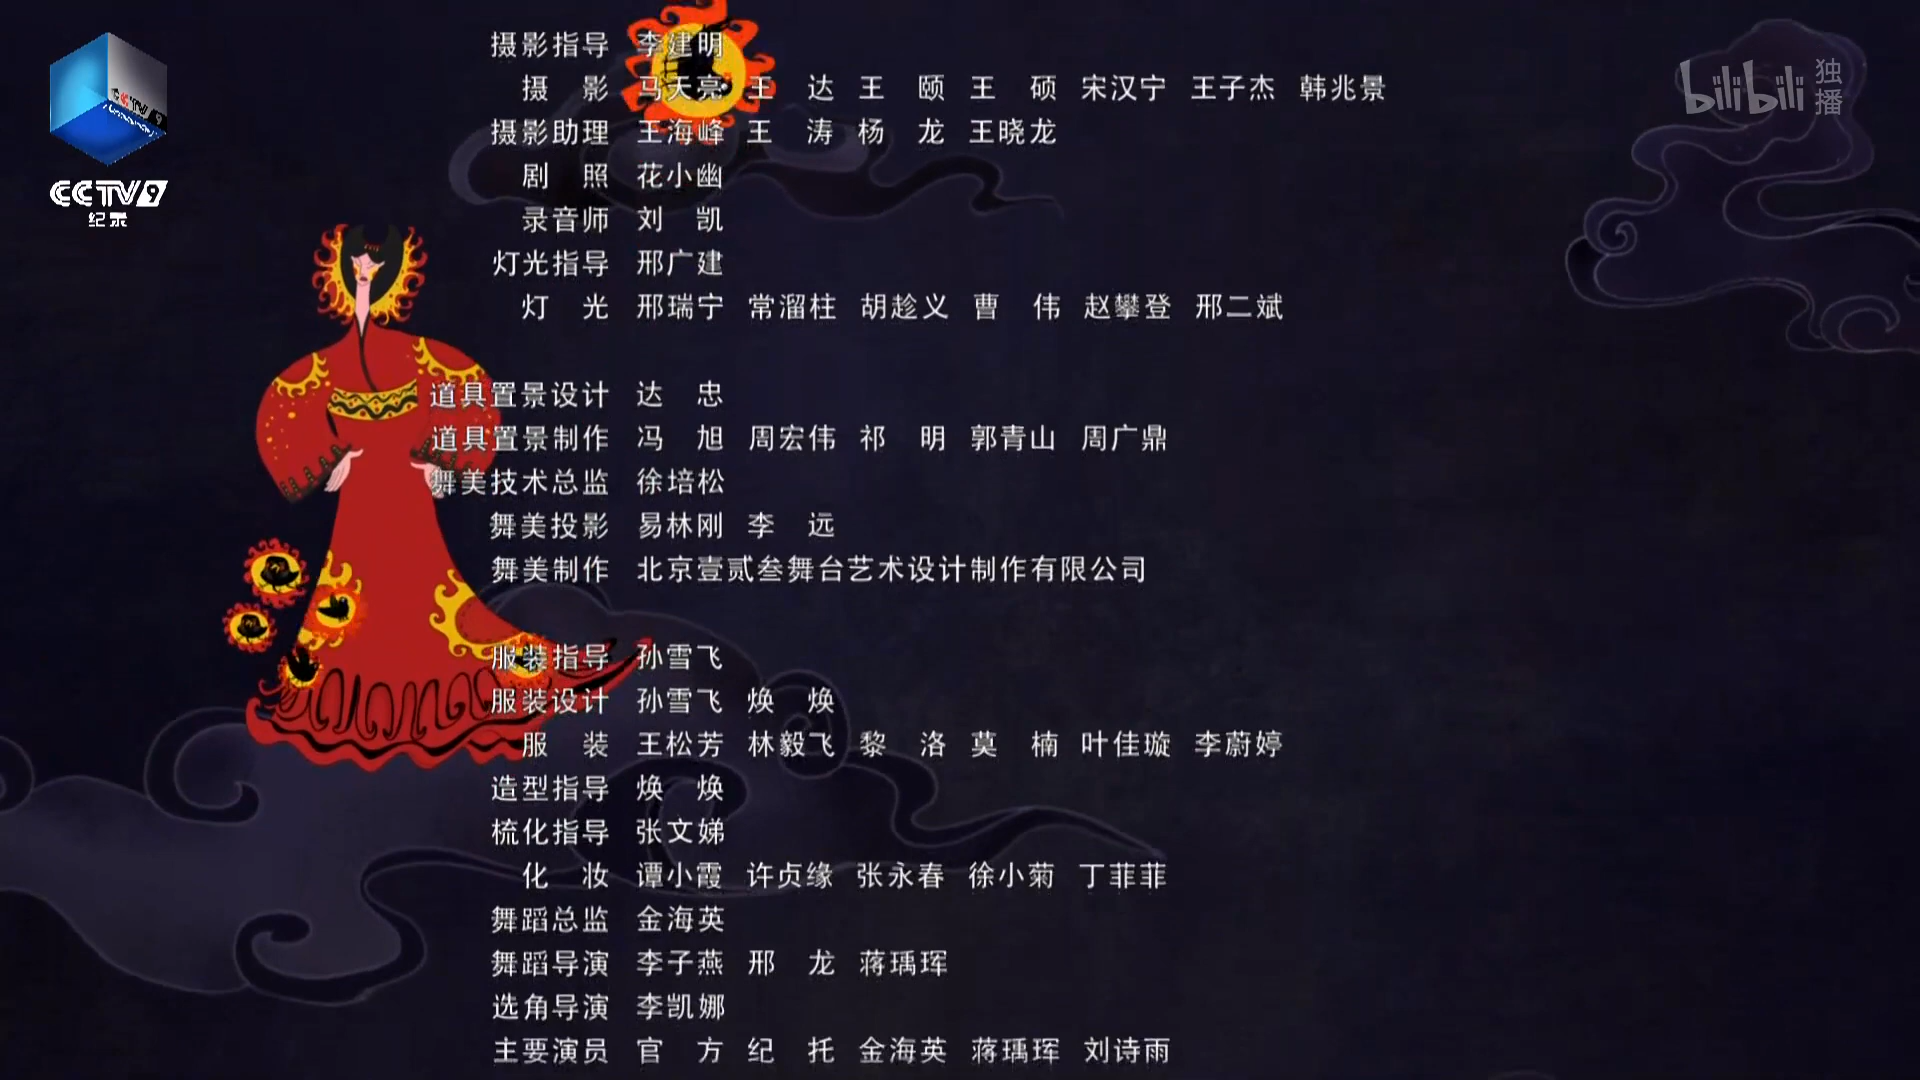 摄影指导 李建明
摄 影 马天亮 王 达 王 颐 王 硕 宋汉宁 王子杰 韩兆景
摄影助理 王海峰 王 涛 杨 龙 王晓龙
剧 照 花小幽
录音师 刘 凯
灯光指导 邢广建
灯 光 邢瑞宁 常溜柱 胡趁义 曹 伟 赵攀登 邢二斌
道具置景设计 达 忠
道具置景制作 冯 旭 周宏伟 祁 明 郭青山 周广鼎
舞美技术总监 徐培松
舞美投影 易林刚 李 远
舞美制作 北京壹贰叁舞台艺术设计制作有限公司
服装指导 孙雪飞
服装设计 孙雪飞 焕 焕
服 装 王松芳 林毅飞 黎 洛 莫 楠 叶佳璇 李蔚婷
造型指导 焕 焕
梳化指导 张文娣
化 妆 谭小霞 许贞缘 张永春 徐小菊 丁菲菲
舞蹈总监 金海英
舞蹈导演 李子燕 邢 龙 蒋瑀珲
选角导演 李凯娜
主要演员 官 方 纪 托 金海英 蒋瑀珲 刘诗雨
CCTV9
纪录
bilibili 独播